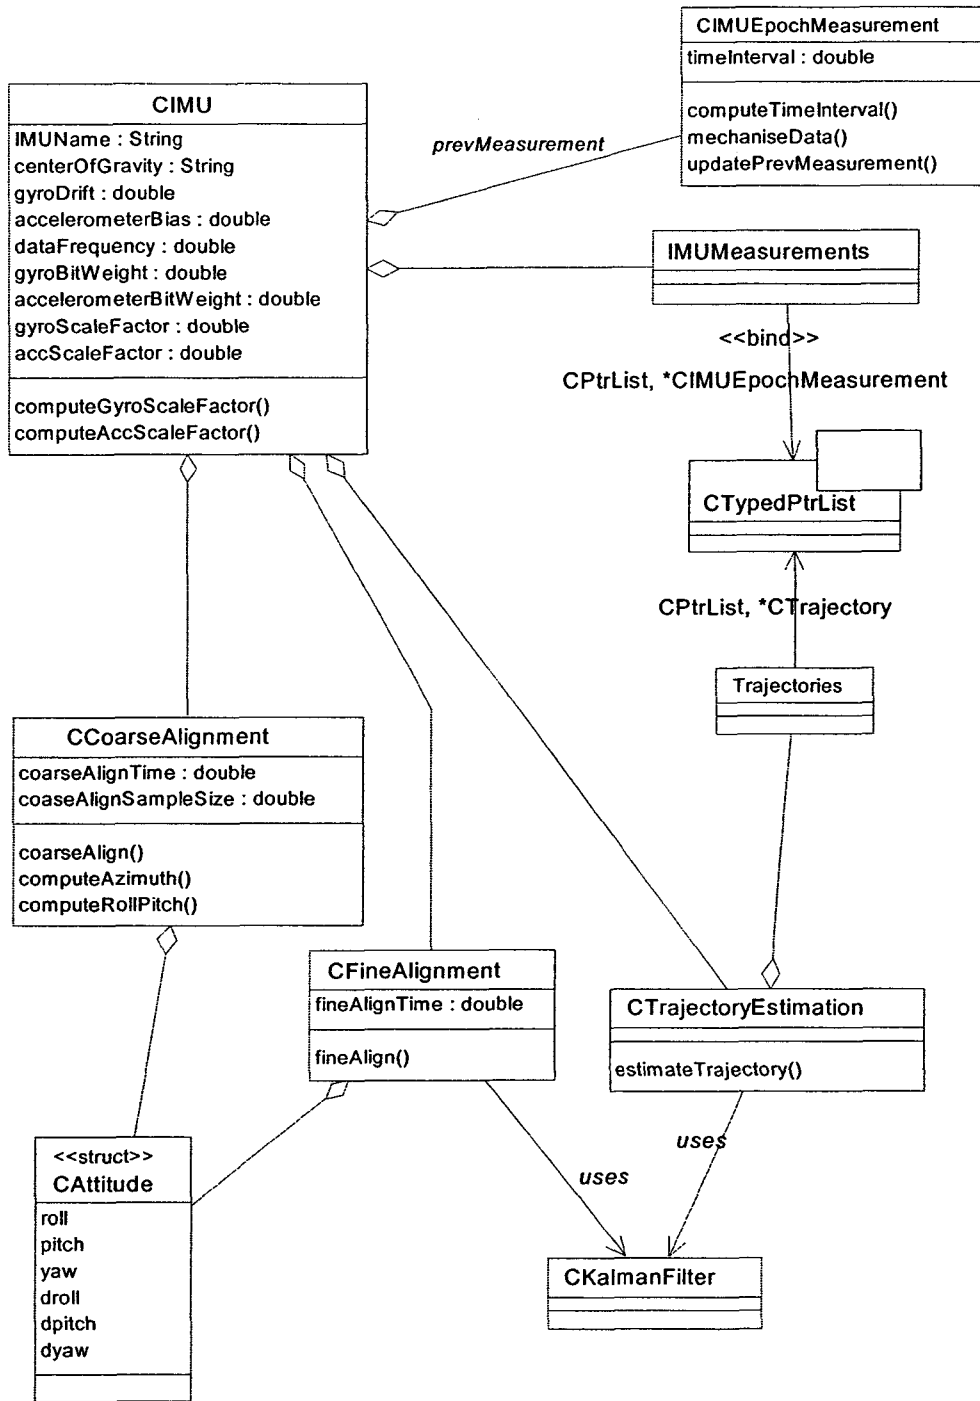 CIMUEpochMeasurement
timeInterval : double
computeTimeInterval()
mechaniseData()
updatePrevMeasurement()
CIMU
IMUName : String
centerOfGravity : String
gyroDrift : double
accelerometerBias : double
dataFrequency : double
gyroBitWeight : double
accelerometerBitWeight : double
gyroScaleFactor : double
accScaleFactor : double
computeGyroScaleFactor()
computeAccScaleFactor()
prevMeasurement
IMUMeasurements
<<bind>>
CPtrList, *CIMUEpochMeasurement
CTypedPtrList
CPtrList, *CTrajectory
Trajectories
CCoarseAlignment
coarseAlignTime : double
coaseAlignSampleSize : double
coarseAlign()
computeAzimuth()
computeRollPitch()
CFineAlignment
fineAlignTime : double
fineAlign()
CTrajectoryEstimation
estimateTrajectory()
uses
uses
<<struct>>
CAttitude
roll
pitch
yaw
droll
dpitch
dyaw
CKalmanFilter